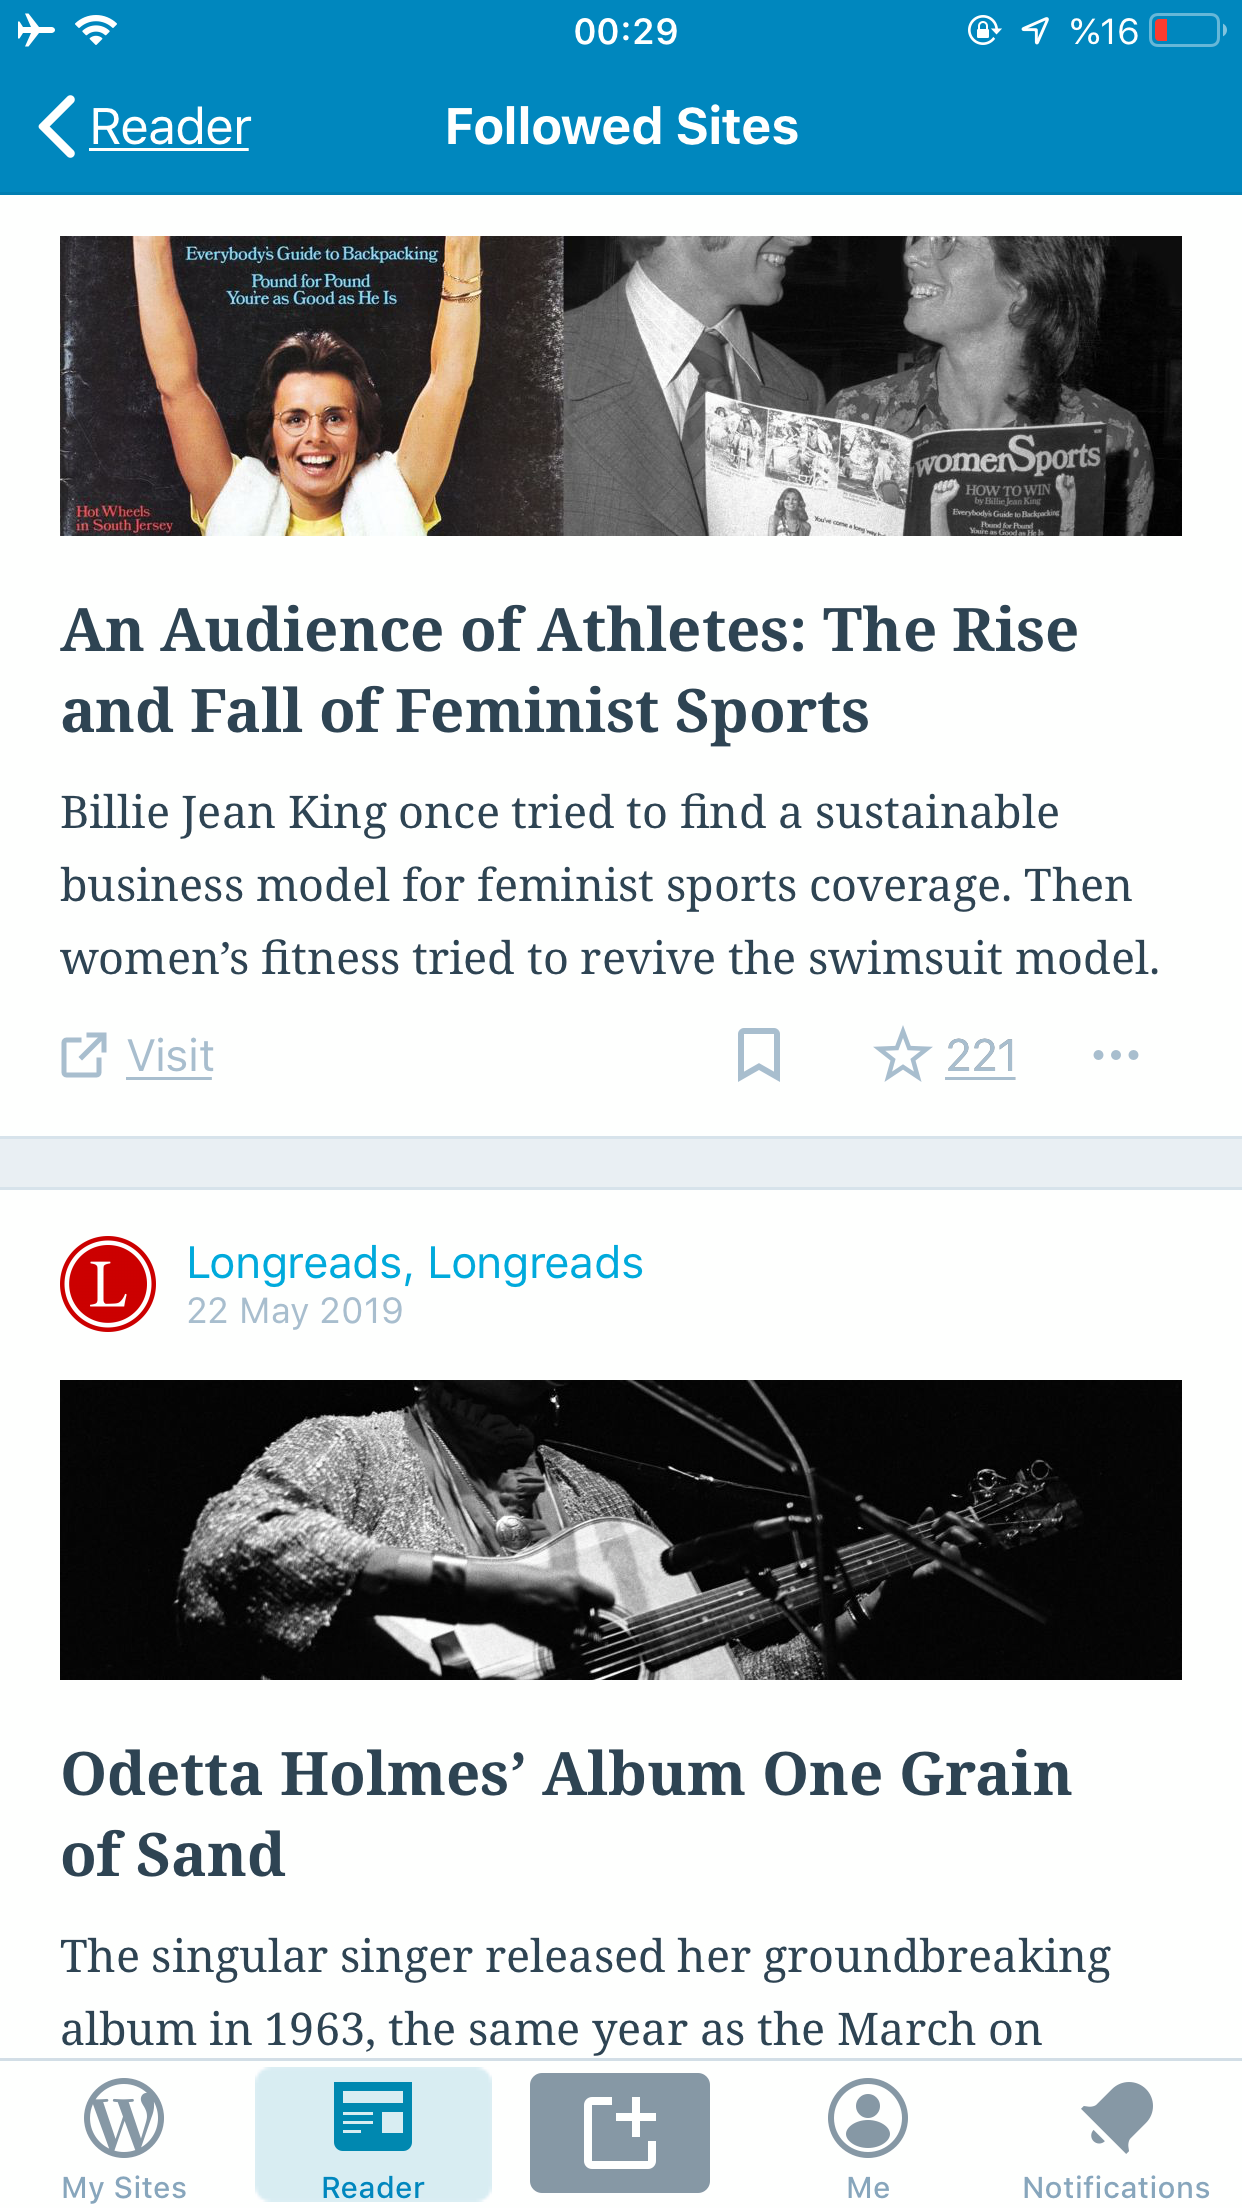 00:29
%16
Reader
Followed Sites
Everybody's Guide to Backpacking
Pound for Pound
You're as Good as He Is
Hot Wheels
in South Jersey
You've come a long way
womenSports
HOW TO WIN
by Billie Jean King
Everybody's Guide to Backpacking
Pound for Pound
You're as Good as He Is
An Audience of Athletes: The Rise
and Fall of Feminist Sports
Billie Jean King once tried to find a sustainable
business model for feminist sports coverage. Then
women’s fitness tried to revive the swimsuit model.
Visit
221
L
Longreads, Longreads
22 May 2019
Odetta Holmes’ Album One Grain
of Sand
The singular singer released her groundbreaking
album in 1963, the same year as the March on
My Sites
Reader
Me
Notifications